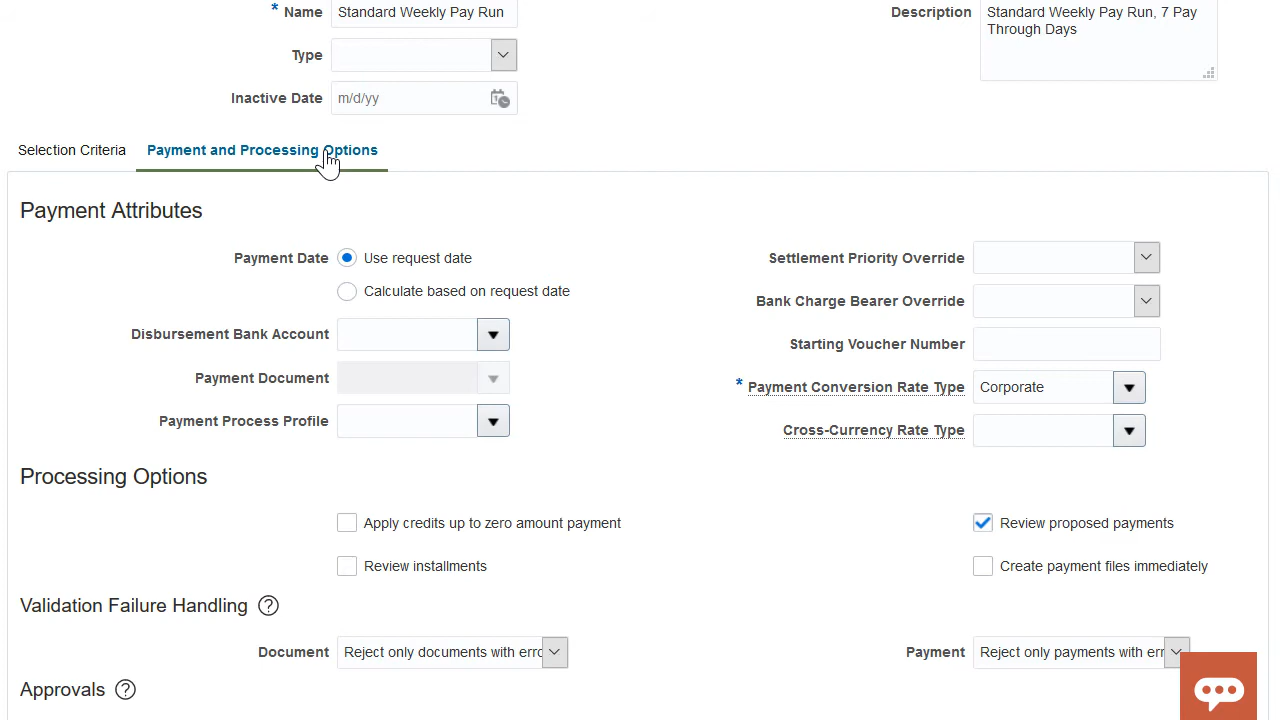 * Name Standard Weekly Pay Run
Description Standard Weekly Pay Run, 7 Pay
Through Days
Type
Inactive Date m/d/yy
Selection Criteria Payment and Processing Options
Payment Attributes
Payment Date Use request date
Calculate based on request date
Disbursement Bank Account
Payment Document
Payment Process Profile
Settlement Priority Override
Bank Charge Bearer Override
Starting Voucher Number
* Payment Conversion Rate Type Corporate
Cross-Currency Rate Type
Processing Options
Apply credits up to zero amount payment
Review proposed payments
Review installments
Create payment files immediately
Validation Failure Handling ?
Document Reject only documents with erro
Payment Reject only payments with err
Approvals ?